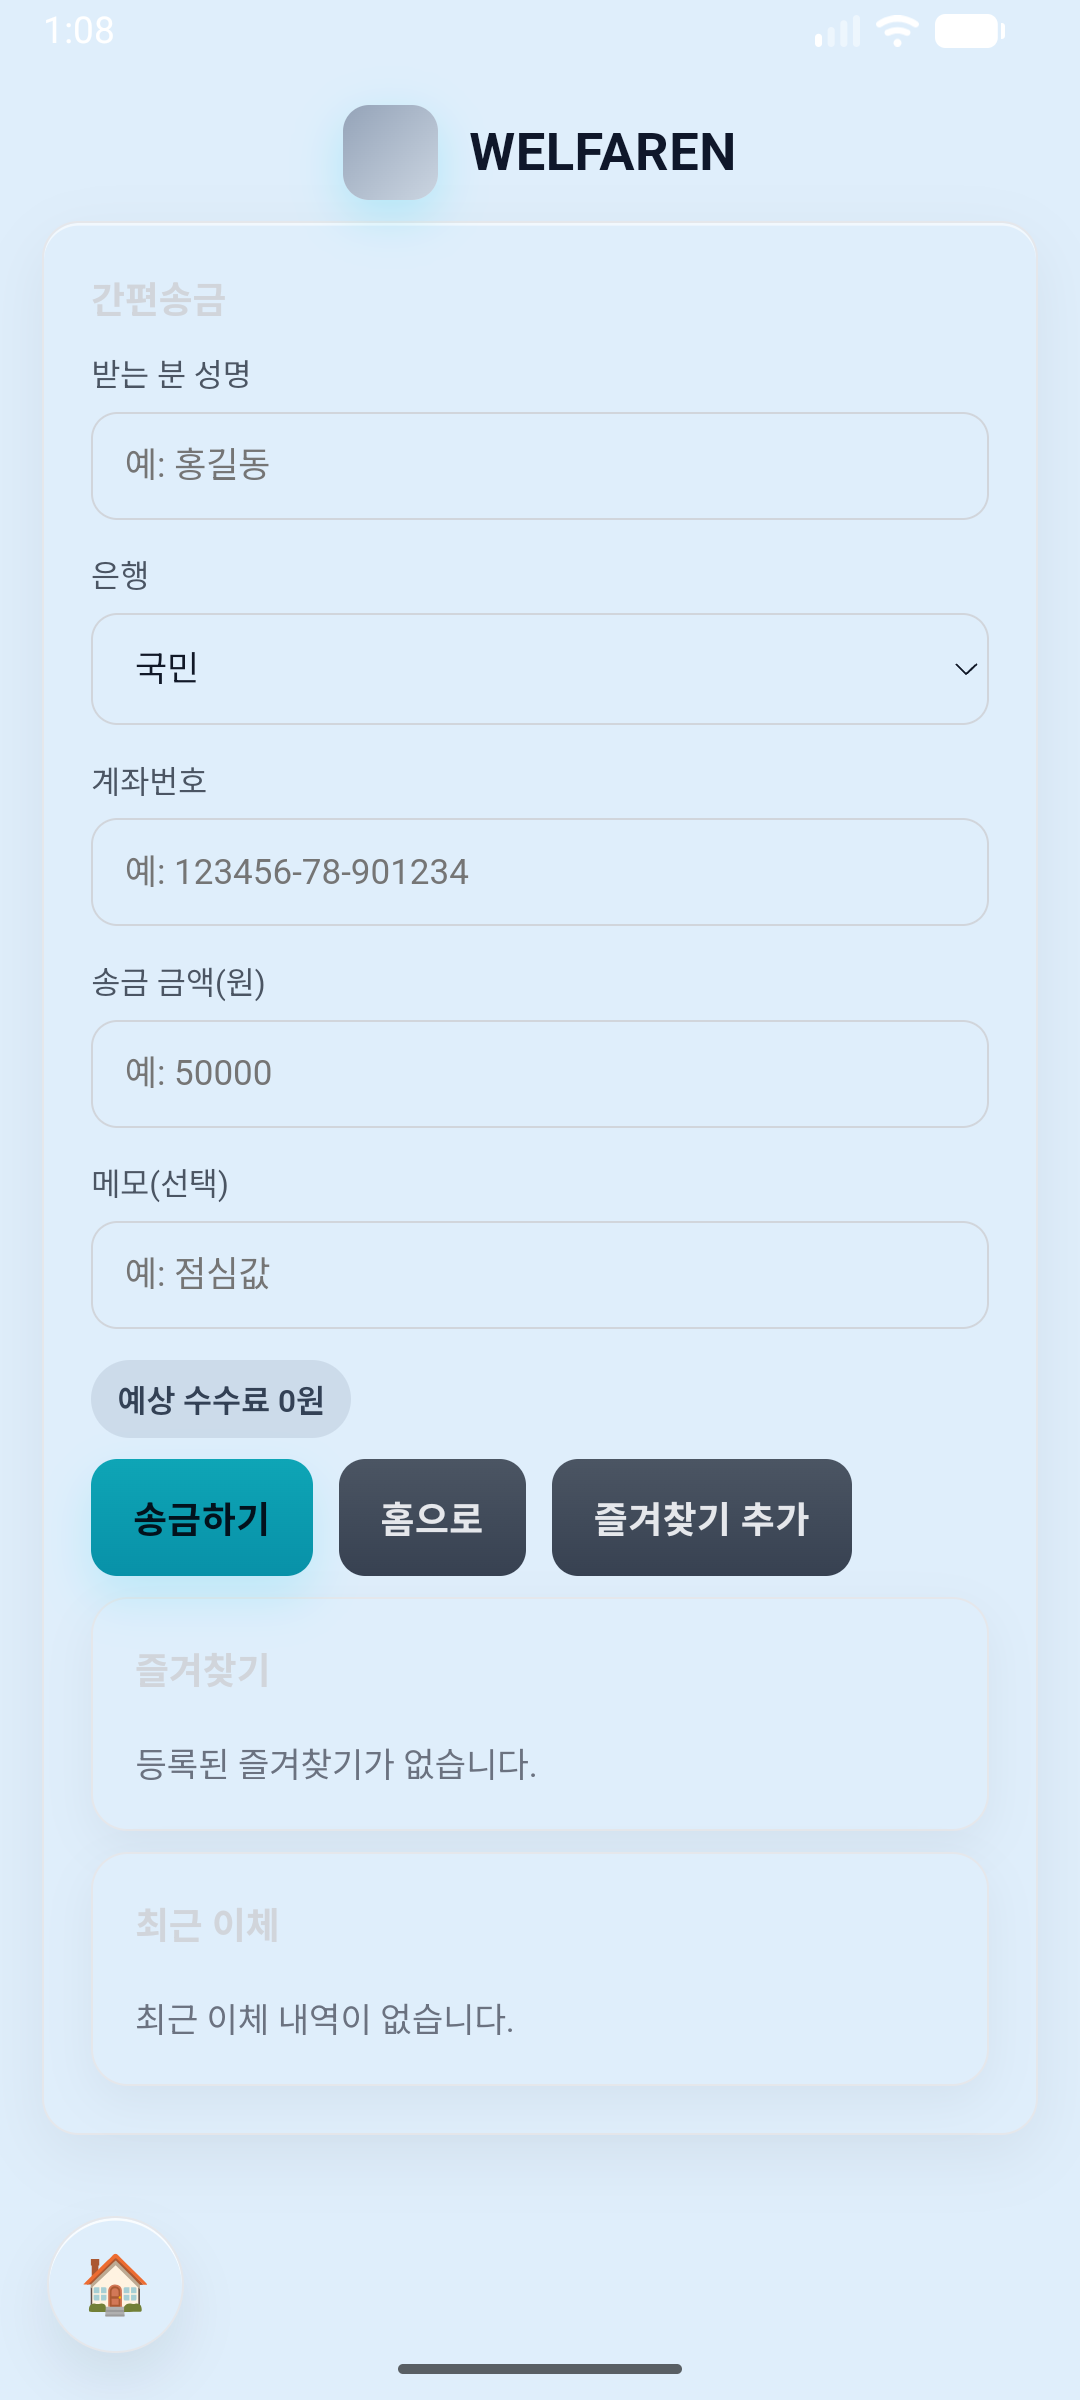 1:08
WELFAREN
간편송금
받는 분 성명
예: 홍길동
은행
국민
계좌번호
예: 123456-78-901234
송금 금액(원)
예: 50000
메모(선택)
예: 점심값
예상 수수료 0원
송금하기 홈으로 즐겨찾기 추가
즐겨찾기
등록된 즐겨찾기가 없습니다.
최근 이체
최근 이체 내역이 없습니다.